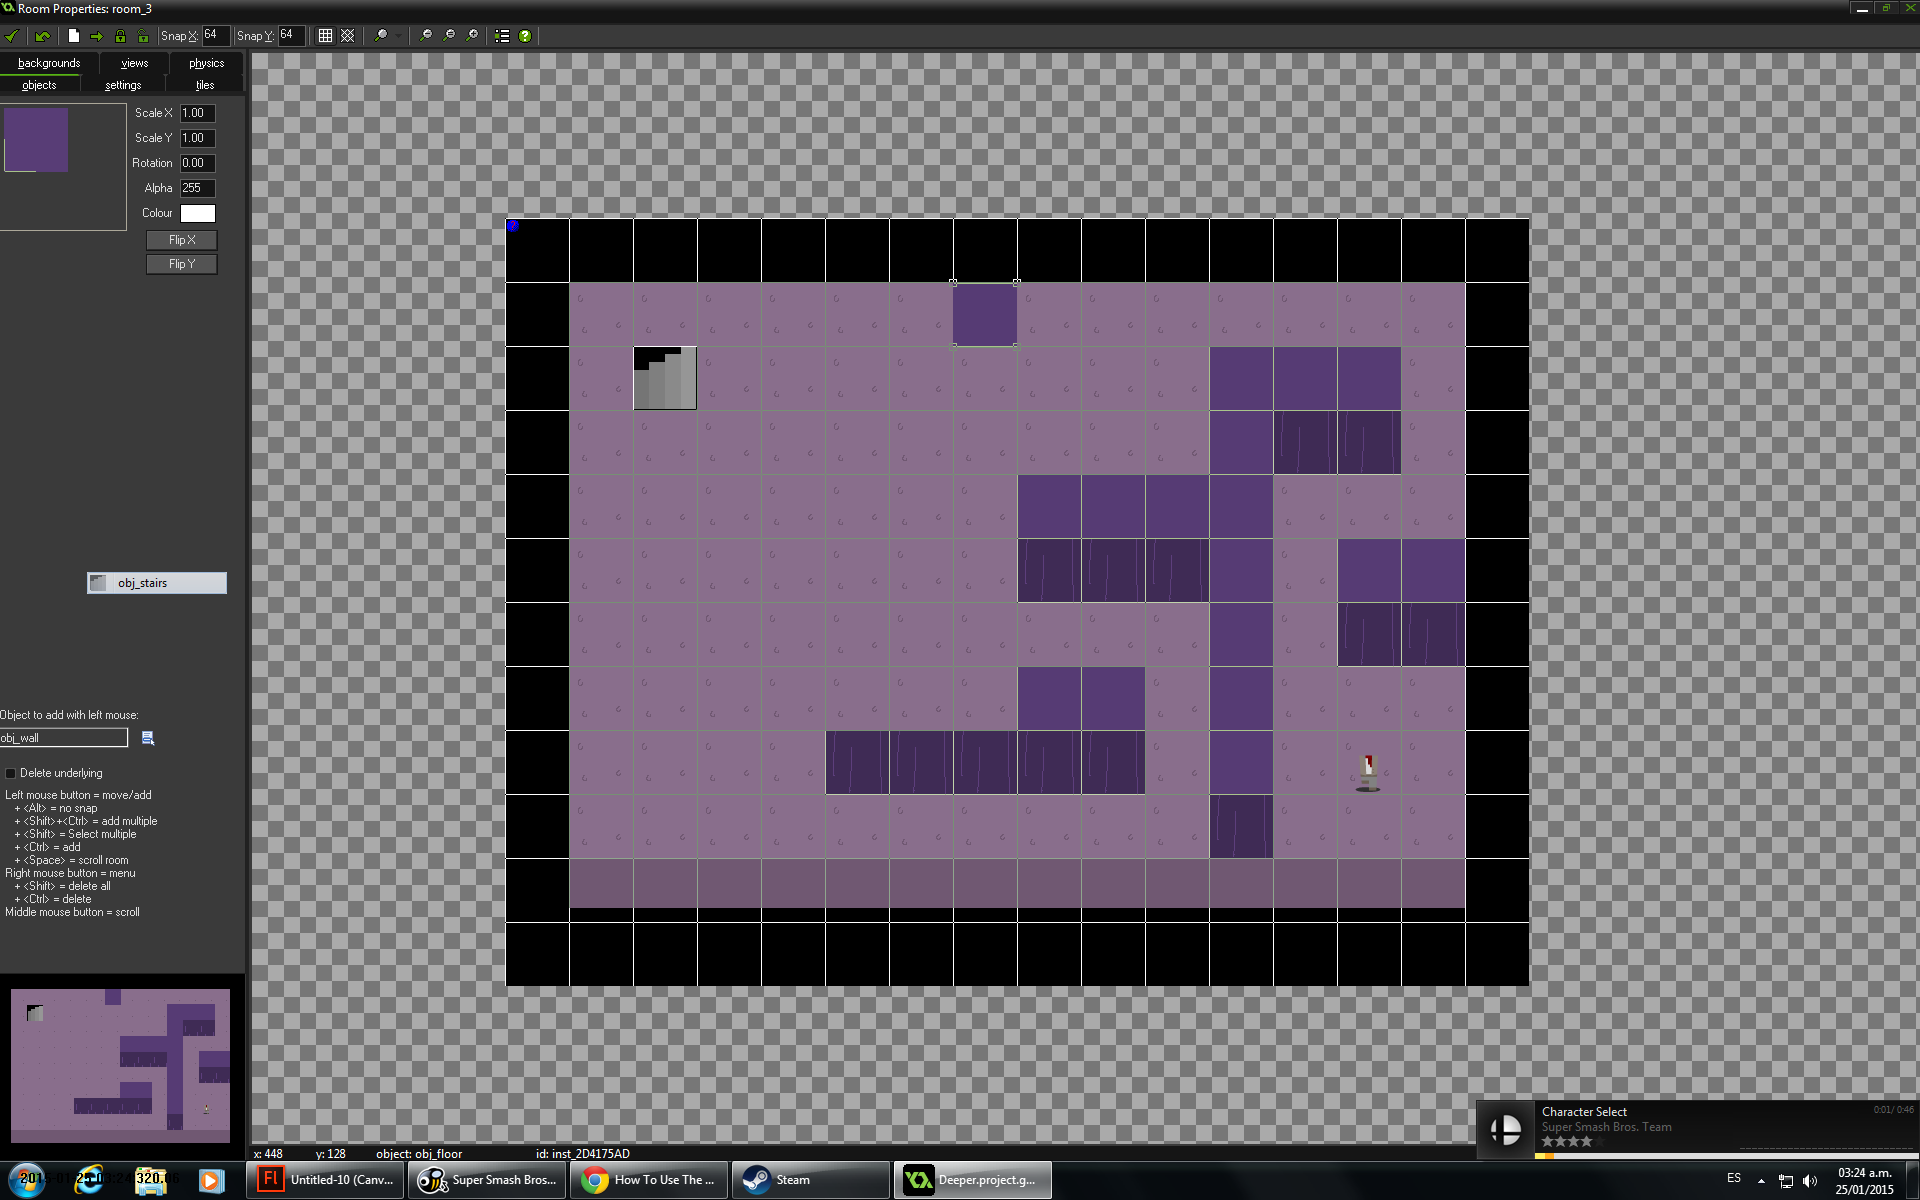 Room Properties: room_3
Snap X: 64 Snap Y: 64
backgrounds views physics
objects settings tiles
Scale X 1.00
Scale Y 1.00
Rotation 0.00
Alpha 255
Colour
Flip X
Flip Y
obj_stairs
Object to add with left mouse:
obj_wall
Delete underlying
Left mouse button = move/add
+ <Alt> = no snap
+ <Shift>+<Ctrl> = add multiple
+ <Shift> = Select multiple
+ <Ctrl> = add
+ <Space> = scroll room
Right mouse button = menu
+ <Shift> = delete all
+ <Ctrl> = delete
Middle mouse button = scroll
x: 448 y: 128 object: obj_floor id: inst_2D4175AD
Character Select 0:01/ 0:46
Super Smash Bros. Team
Fl Untitled-10 (Canv... Super Smash Bros... How To Use The ... Steam Deeper.project.g...
ES
03:24 a.m.
25/01/2015